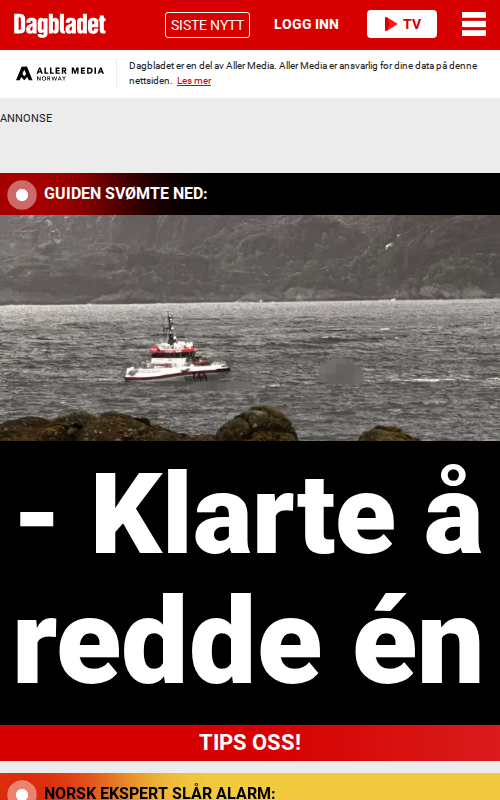 Dagbladet
SISTE NYTT
LOGG INN
TV
ALLER MEDIA
NORWAY
Dagbladet er en del av Aller Media. Aller Media er ansvarlig for dine data på denne
nettsiden. Les mer
ANNONSE
GUIDEN SVØMTE NED:
- Klarte å
redde én
TIPS OSS!
NORSK EKSPERT SLÅR ALARM: